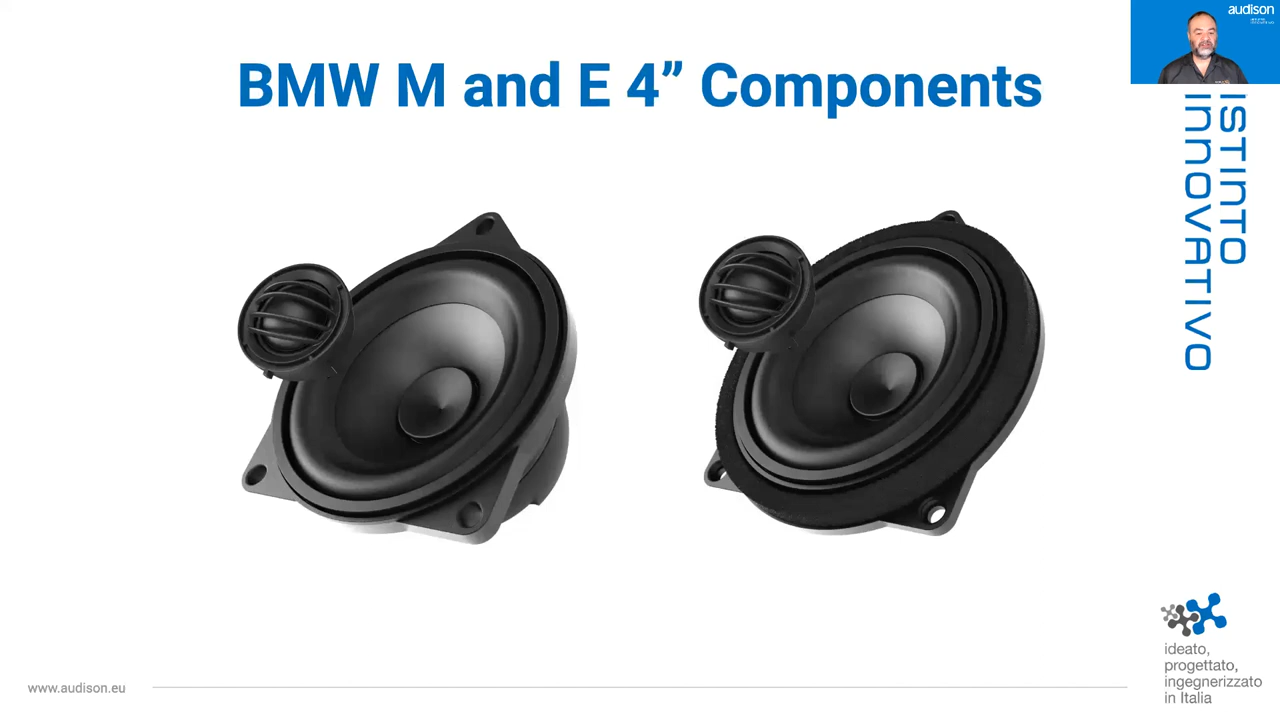 BMW M and E 4” Components
audison
ISTINTO
INNOVATIVO
ideato,
progettato,
ingegnerizzato
in Italia
www.audison.eu